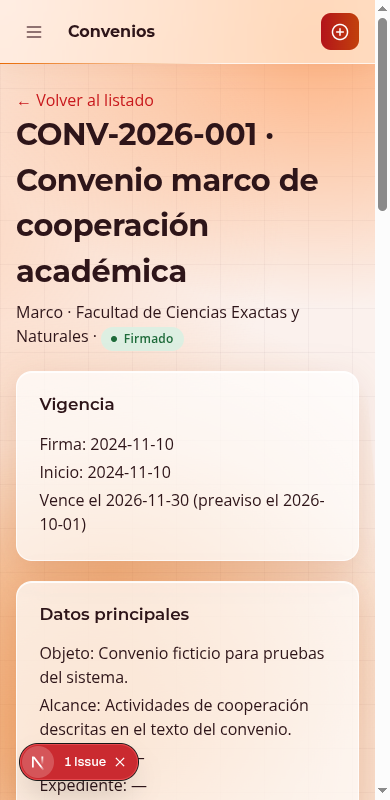 Convenios
← Volver al listado
CONV-2026-001 ·
Convenio marco de
cooperación
académica
Marco · Facultad de Ciencias Exactas y
Naturales · Firmado
Vigencia
Firma: 2024-11-10
Inicio: 2024-11-10
Vence el 2026-11-30 (preaviso el 2026-
10-01)
Datos principales
Objeto: Convenio ficticio para pruebas
del sistema.
Alcance: Actividades de cooperación
descritas en el texto del convenio.
N 1 Issue
Expediente: —